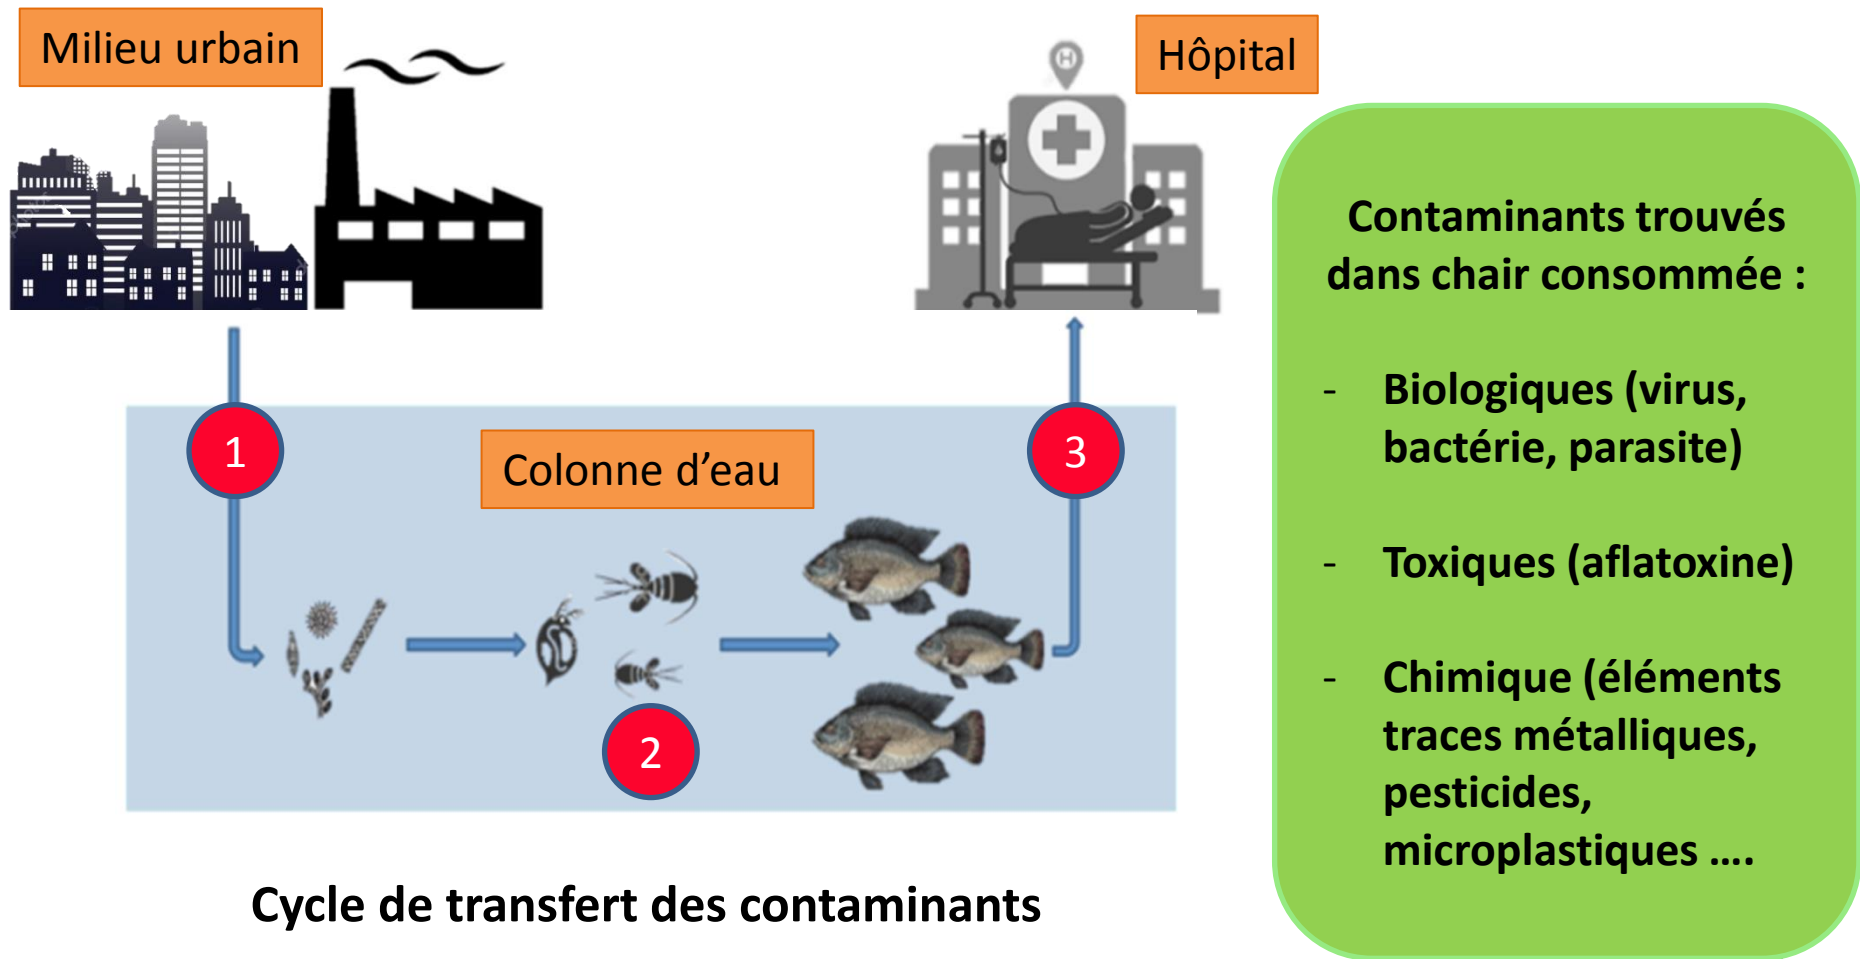 Milieu urbain
Hôpital
H
1
Colonne d’eau
3
2
Cycle de transfert des contaminants
Contaminants trouvés
dans chair consommée :
- Biologiques (virus,
bactérie, parasite)
- Toxiques (aflatoxine)
- Chimique (éléments
traces métalliques,
pesticides,
microplastiques ….